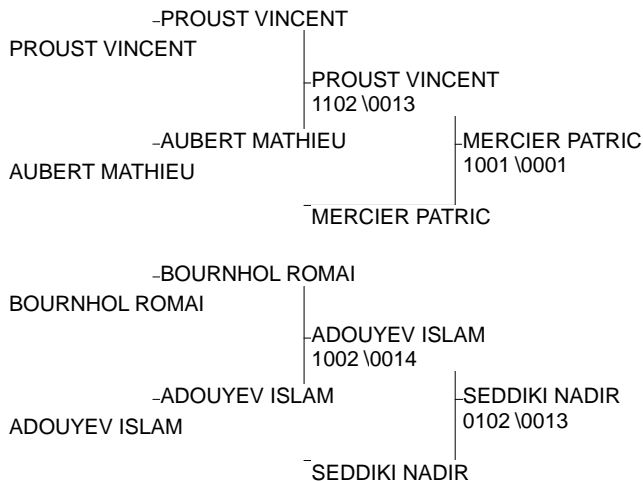 PROUST VINCENT
PROUST VINCENT
PROUST VINCENT
1102 \0013
AUBERT MATHIEU
MERCIER PATRIC
1001 \0001
AUBERT MATHIEU
MERCIER PATRIC
BOURNHOL ROMAI
BOURNHOL ROMAI
ADOUYEV ISLAM
1002 \0014
ADOUYEV ISLAM
SEDDIKI NADIR
0102 \0013
ADOUYEV ISLAM
SEDDIKI NADIR